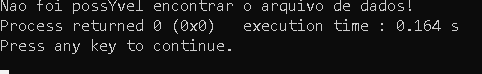 Nao foi possYvel encontrar o arquivo de dados!
Process returned 0 (0x0)   execution time : 0.164 s
Press any key to continue.